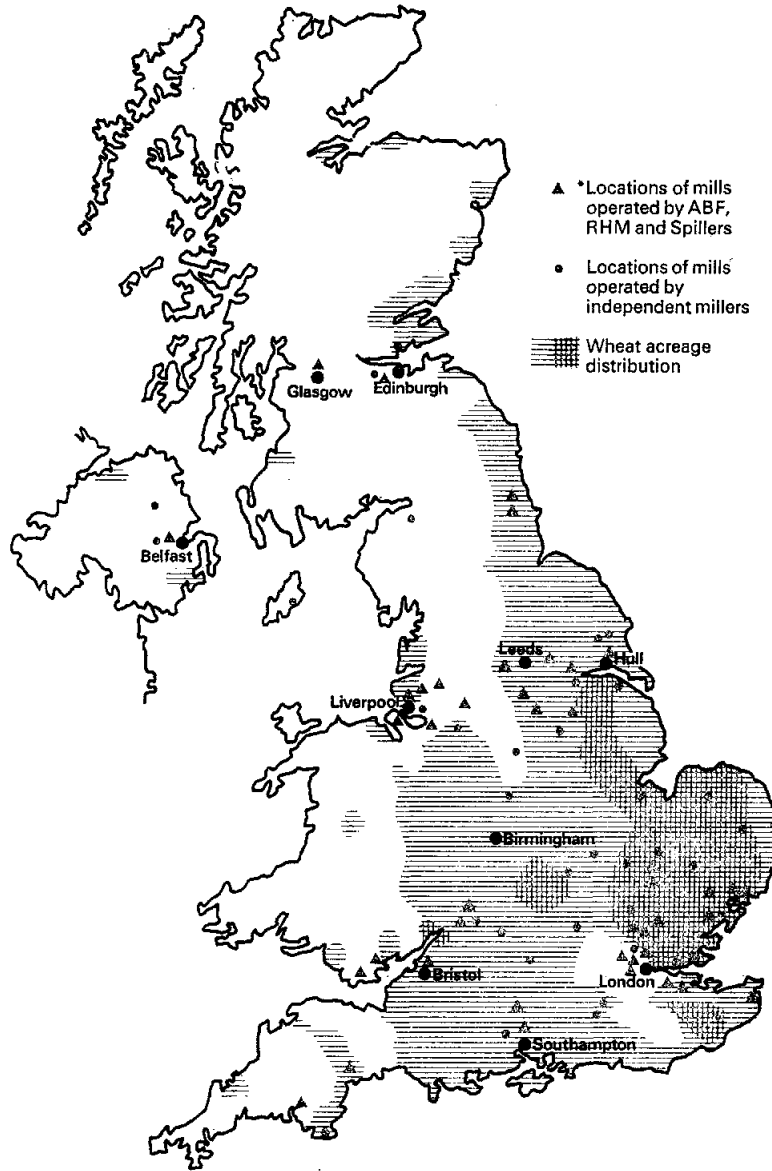 *Locations of mills
operated by ABF,
RHM and Spillers
Locations of mills
operated by
independent millers
Wheat acreage
distribution
Glasgow
Edinburgh
Belfast
Leeds
Hull
Liverpool
Birmingham
Bristol
London
Southampton